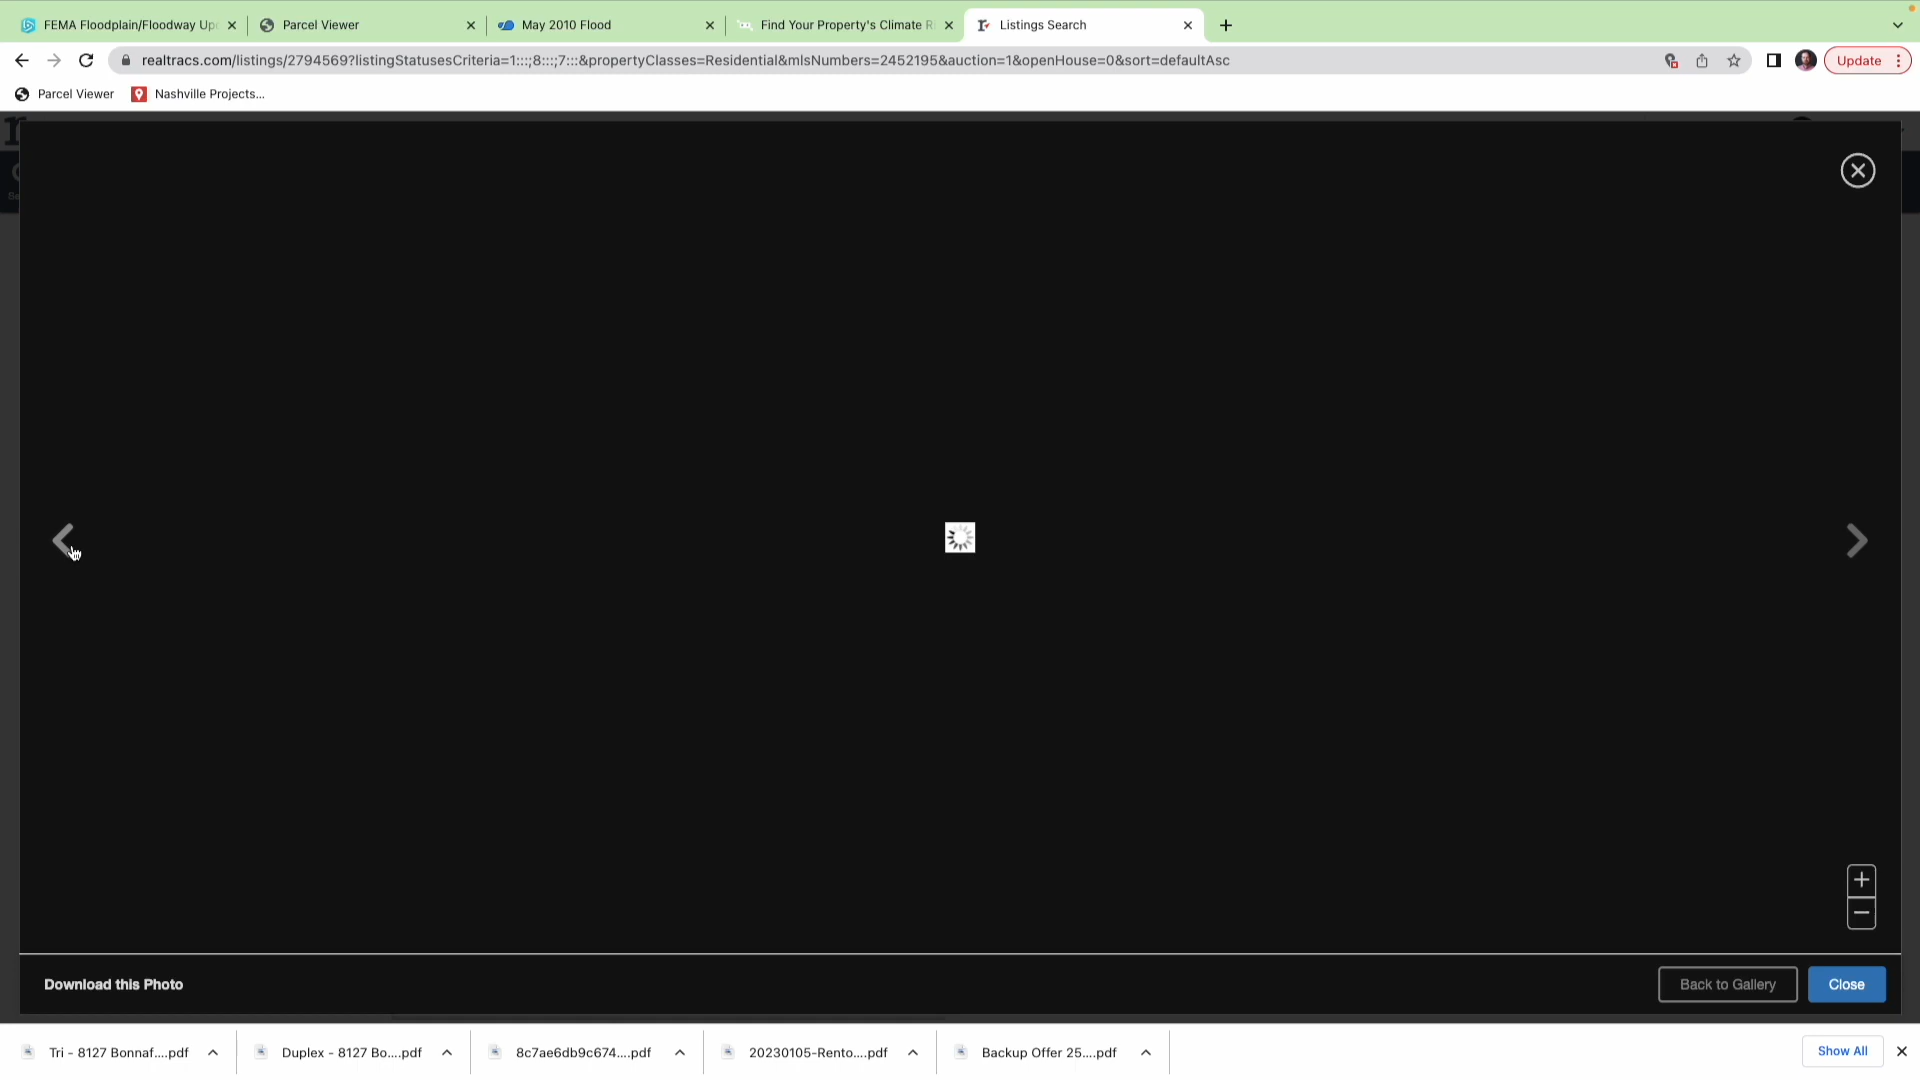 FEMA Floodplain/Floodway Up
Parcel Viewer
May 2010 Flood
Find Your Property's Climate R
Listings Search
realtracs.com/listings/2794569?listingStatusesCriteria=1:::;8:::;7:::&propertyClasses=Residential&mlsNumbers=2452195&auction=1&openHouse=0&sort=defaultAsc
Update
Parcel Viewer
Nashville Projects...
Download this Photo
Back to Gallery
Close
Tri - 8127 Bonnaf....pdf
Duplex - 8127 Bo....pdf
8c7ae6db9c674....pdf
20230105-Rento....pdf
Backup Offer 25....pdf
Show All